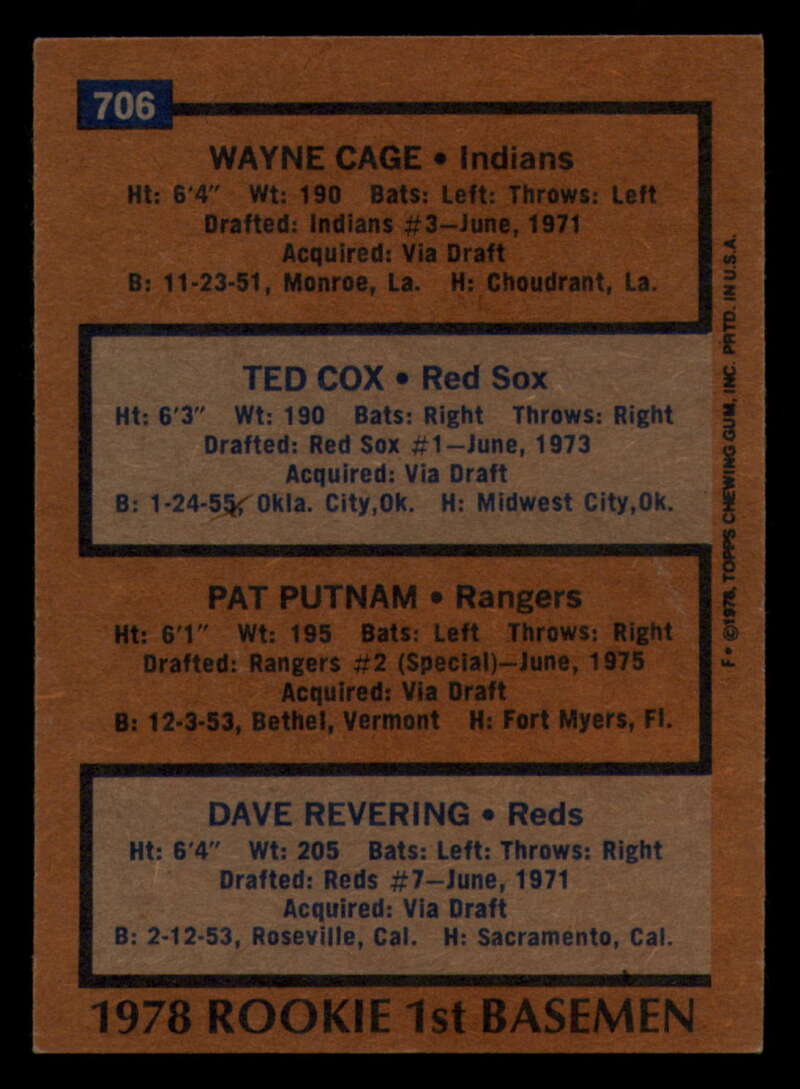 706
WAYNE CAGE • Indians
Ht: 6'4" Wt: 190 Bats: Left: Throws: Left
Drafted: Indians #3—June, 1971
Acquired: Via Draft
B: 11-23-51, Monroe, La. H: Choudrant, La.
TED COX • Red Sox
Ht: 6'3" Wt: 190 Bats: Right Throws: Right
Drafted: Red Sox #1—June, 1973
Acquired: Via Draft
B: 1-24-55, Okla. City,Ok. H: Midwest City,Ok.
PAT PUTNAM • Rangers
Ht: 6'1" Wt: 195 Bats: Left Throws: Right
Drafted: Rangers #2 (Special)—June, 1975
Acquired: Via Draft
B: 12-3-53, Bethel, Vermont H: Fort Myers, Fl.
DAVE REVERING • Reds
Ht: 6'4" Wt: 205 Bats: Left: Throws: Right
Drafted: Reds #7—June, 1971
Acquired: Via Draft
B: 2-12-53, Roseville, Cal. H: Sacramento, Cal.
1978 ROOKIE 1st BASEMEN
F• ©1978, TOPPS CHEWING GUM, INC. PRTD. IN U.S.A.